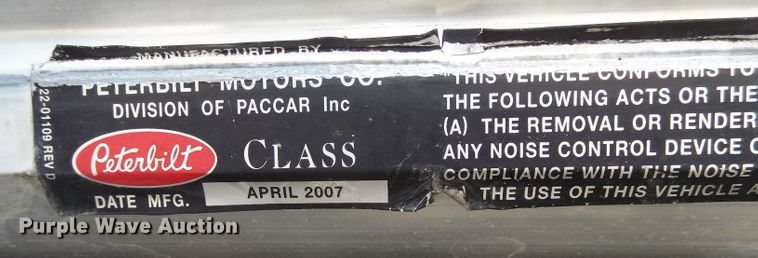 MANUFACTURED BY
PETERBILT MOTORS CO.
DIVISION OF PACCAR Inc
22-01109 REV D
Peterbilt
CLASS
DATE MFG.
APRIL 2007
THIS VEHICLE CONFORMS TO
THE FOLLOWING ACTS OR THE
(A) THE REMOVAL OR RENDER
ANY NOISE CONTROL DEVICE
COMPLIANCE WITH THE NOISE
THE USE OF THIS VEHICLE A
Purple Wave Auction